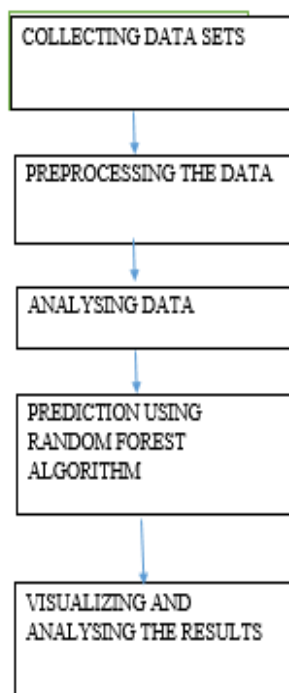 COLLECTING DATA SETS
PREPROCESSING THE DATA
ANALYSING DATA
PREDICTION USING
RANDOM FOREST
ALGORITHM
VISUALIZING AND
ANALYSING THE RESULTS